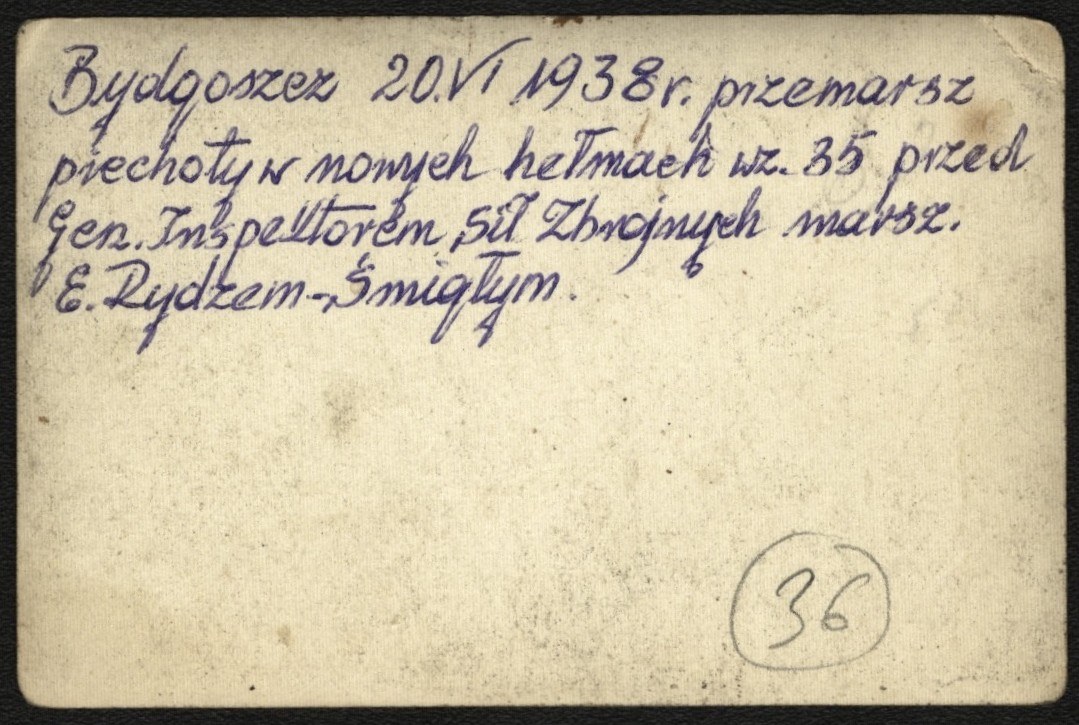 Bydgoszcz 20.VI 1938r. przemarsz
piechoty w nowych hełmach wz. 35 przed
Gen. Inspektorem Sił Zbrojnych marsz.
E. Rydzem-Śmigłym.
36